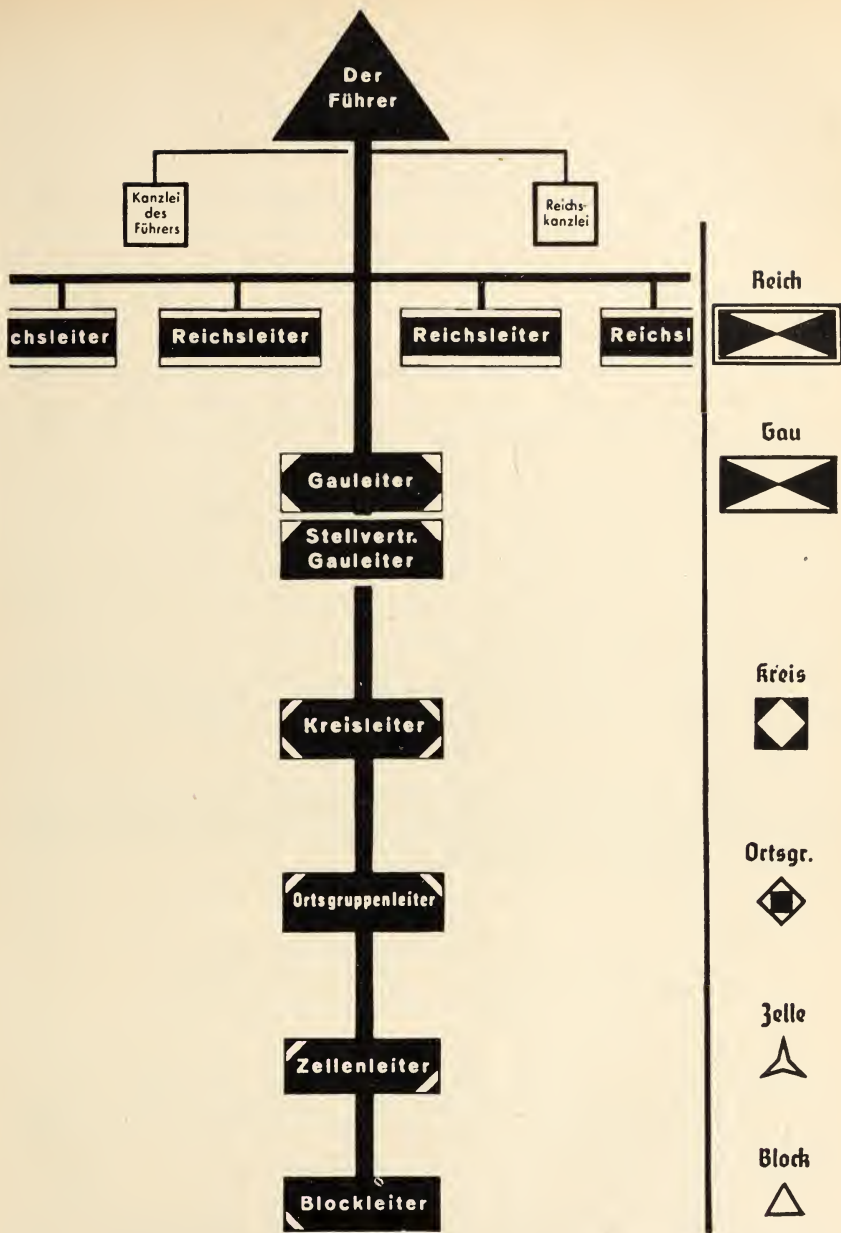 Der
Führer
Kanzlei
des
Führers
Reichs-
kanzlei
chsleiter
Reichsleiter
Reichsleiter
Reichsl
Reich
Gau
Gauleiter
Stellvertr.
Gauleiter
Kreisleiter
Kreis
Ortsgruppenleiter
Ortsgr.
Zellenleiter
Zelle
Blockleiter
Block